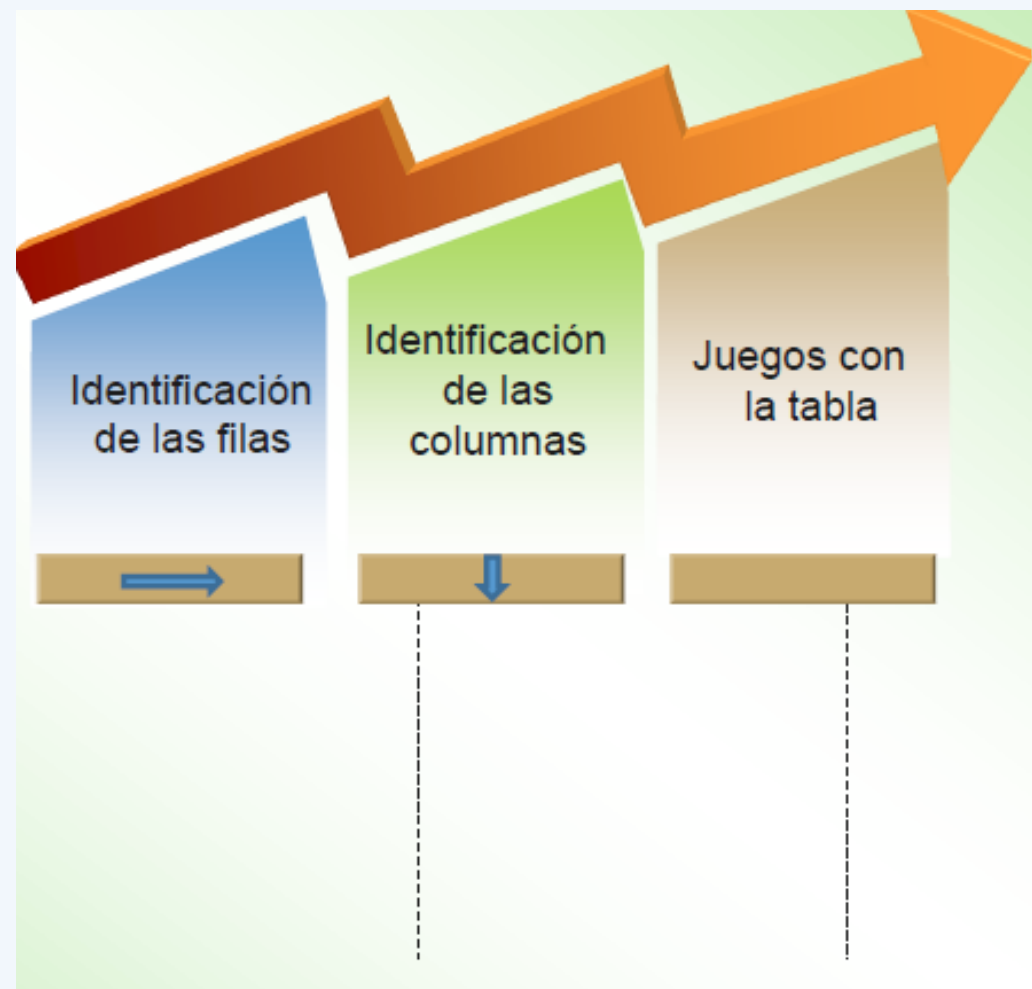 Identificación
de las filas
Identificación
de las
columnas
Juegos con
la tabla